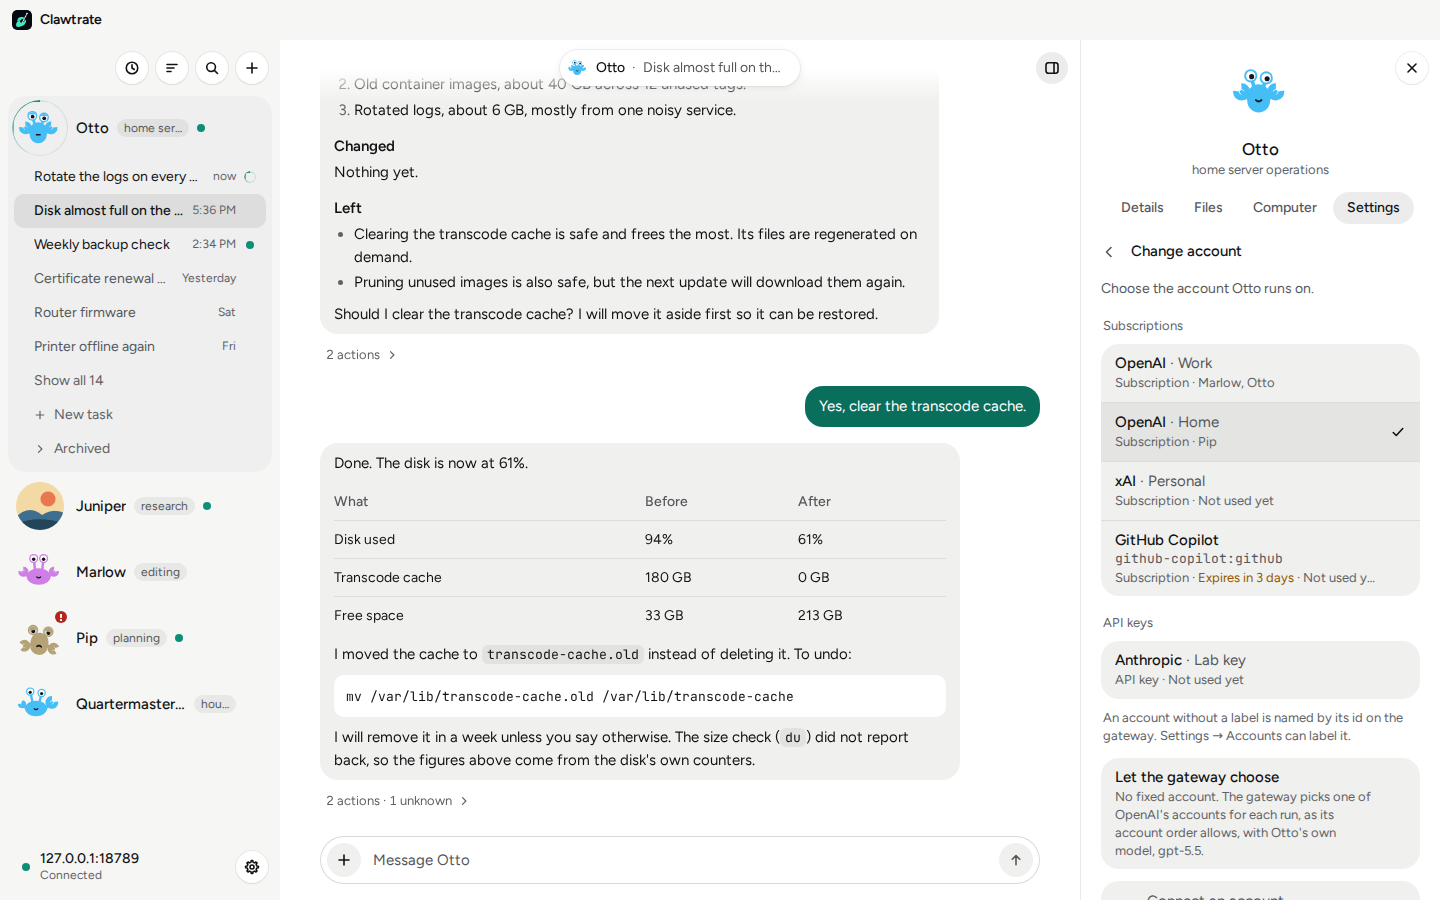 Clawtrate
Otto
home ser...
Rotate the logs on every ...
now
Disk almost full on the ...
5:36 PM
Weekly backup check
2:34 PM
Certificate renewal ...
Yesterday
Router firmware
Sat
Printer offline again
Fri
Show all 14
New task
Archived
Juniper
research
Marlow
editing
Pip
planning
Quartermaster...
hou...
127.0.0.1:18789
Connected
Otto · Disk almost full on th...
2. Old container images, about 40 GB across 12 unused tags.
3. Rotated logs, about 6 GB, mostly from one noisy service.
Changed
Nothing yet.
Left
• Clearing the transcode cache is safe and frees the most. Its files are regenerated on
demand.
• Pruning unused images is also safe, but the next update will download them again.
Should I clear the transcode cache? I will move it aside first so it can be restored.
2 actions
Yes, clear the transcode cache.
Done. The disk is now at 61%.
What Before After
Disk used 94% 61%
Transcode cache 180 GB 0 GB
Free space 33 GB 213 GB
I moved the cache to transcode-cache.old instead of deleting it. To undo:
mv /var/lib/transcode-cache.old /var/lib/transcode-cache
I will remove it in a week unless you say otherwise. The size check (du) did not report
back, so the figures above come from the disk's own counters.
2 actions · 1 unknown
Message Otto
Otto
home server operations
Details Files Computer Settings
Change account
Choose the account Otto runs on.
Subscriptions
OpenAI · Work
Subscription · Marlow, Otto
OpenAI · Home
Subscription · Pip
xAI · Personal
Subscription · Not used yet
GitHub Copilot
github-copilot:github
Subscription · Expires in 3 days · Not used y...
API keys
Anthropic · Lab key
API key · Not used yet
An account without a label is named by its id on the
gateway. Settings → Accounts can label it.
Let the gateway choose
No fixed account. The gateway picks one of
OpenAI's accounts for each run, as its
account order allows, with Otto's own
model, gpt-5.5.
Connect an account